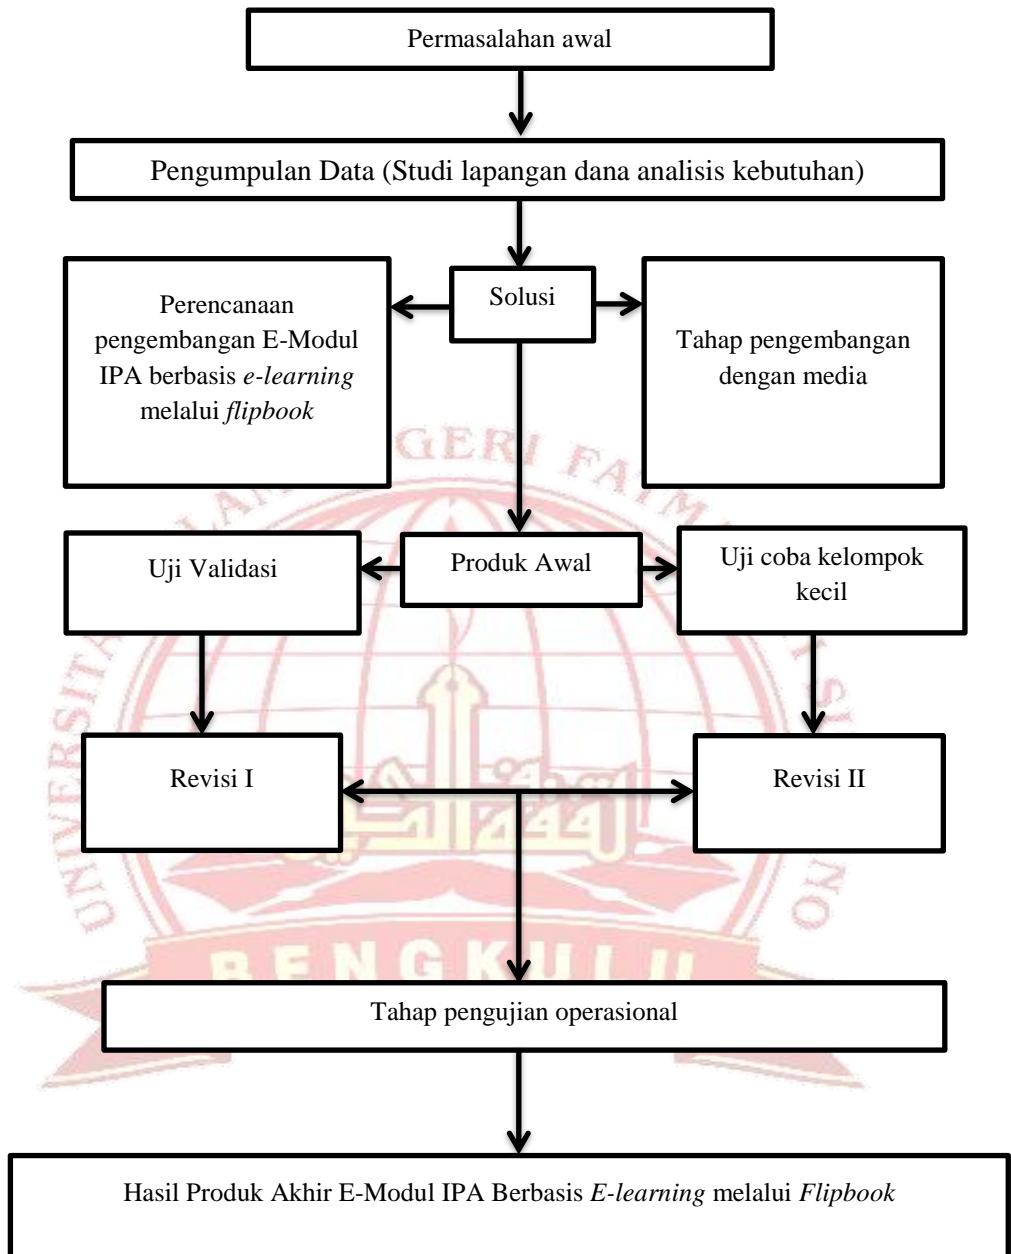 Permasalahan awal
Pengumpulan Data (Studi lapangan dana analisis kebutuhan)
Perencanaan
pengembangan E-Modul
IPA berbasis e-learning
melalui flipbook
Solusi
Tahap pengembangan
dengan media
Uji Validasi
Produk Awal
Uji coba kelompok
kecil
Revisi I
Revisi II
BENGKULU
Tahap pengujian operasional
Hasil Produk Akhir E-Modul IPA Berbasis E-learning melalui Flipbook